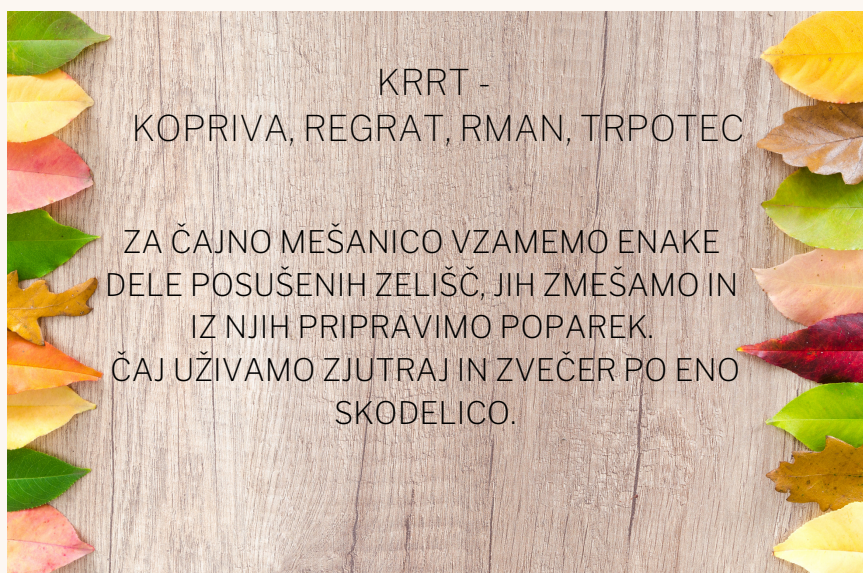 KRRT -
KOPRIVA, REGRAT, RMAN, TRPOTEC
ZA ČAJNO MEŠANICO VZAMEMO ENAKE
DELE POSUŠENIH ZELIŠČ, JIH ZMEŠAMO IN
IZ NJIH PRIPRAVIMO POPAREK.
ČAJ UŽIVAMO ZJUTRAJ IN ZVEČER PO ENO
SKODELICO.